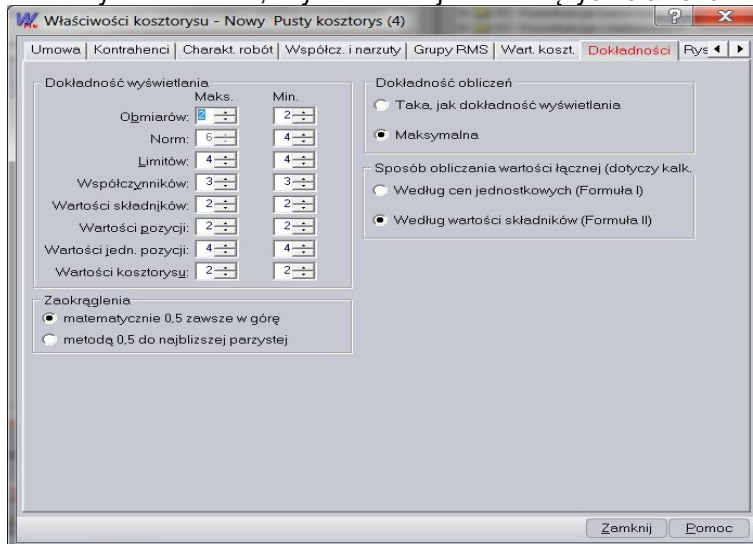 Właściwości kosztorysu - Nowy Pusty kosztorys (4)
Umowa Kontrahenci Charakt. robót Współcz. i narzuty Grupy RMS Wart. koszt. Dokładności Rys
Dokładność wyświetlania
Maks. Min.
Obmiarów: 2 2
Norm: 6 4
Limitów: 4 4
Współczynników: 3 3
Wartości składników: 2 2
Wartości pozycji: 2 2
Wartości jedn. pozycji: 4 4
Wartości kosztorysu: 2 2
Zaokrąglenia
matematycznie 0,5 zawsze w górę
metodą 0,5 do najbliższej parzystej
Dokładność obliczeń
Taka, jak dokładność wyświetlania
Maksymalna
Sposób obliczania wartości łącznej (dotyczy kalk.
Według cen jednostkowych (Formuła I)
Według wartości składników (Formuła II)
Zamknij Pomoc